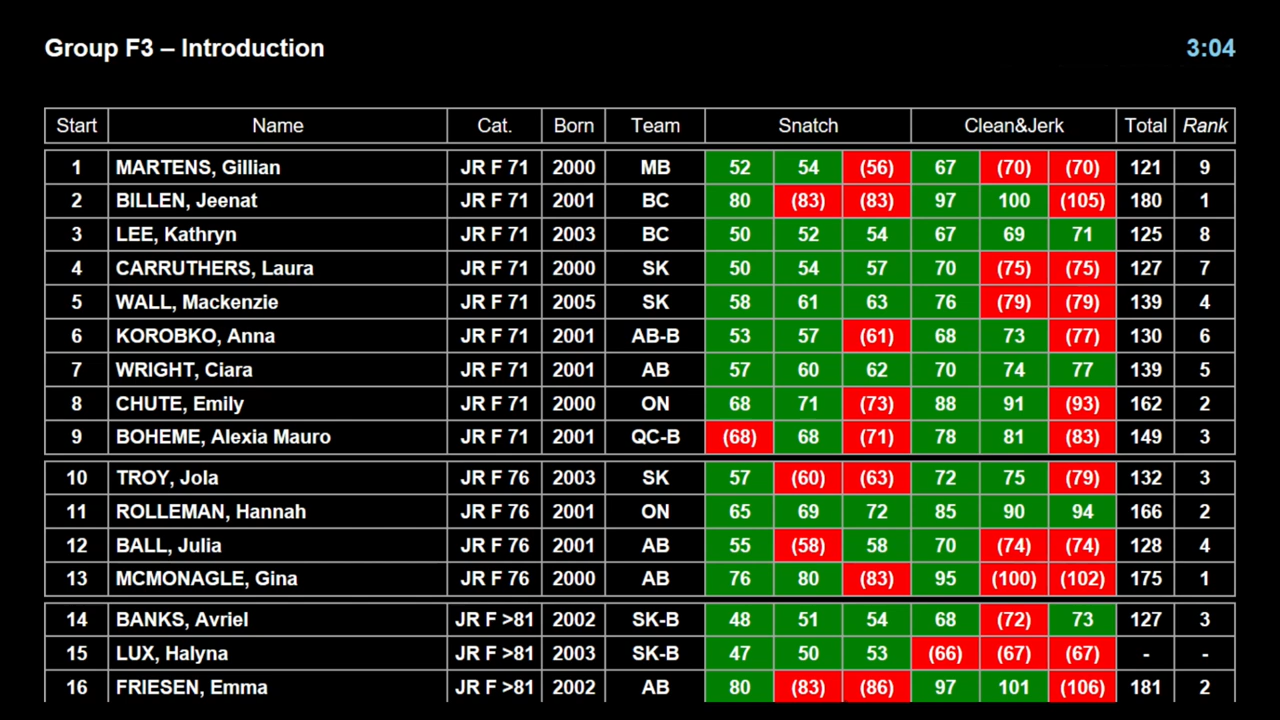 Group F3 – Introduction 3:04
Start Name Cat. Born Team Snatch Clean&Jerk Total Rank
1 MARTENS, Gillian JR F 71 2000 MB 52 54 (56) 67 (70) (70) 121 9
2 BILLEN, Jeenat JR F 71 2001 BC 80 (83) (83) 97 100 (105) 180 1
3 LEE, Kathryn JR F 71 2003 BC 50 52 54 67 69 71 125 8
4 CARRUTHERS, Laura JR F 71 2000 SK 50 54 57 70 (75) (75) 127 7
5 WALL, Mackenzie JR F 71 2005 SK 58 61 63 76 (79) (79) 139 4
6 KOROBKO, Anna JR F 71 2001 AB-B 53 57 (61) 68 73 (77) 130 6
7 WRIGHT, Ciara JR F 71 2001 AB 57 60 62 70 74 77 139 5
8 CHUTE, Emily JR F 71 2000 ON 68 71 (73) 88 91 (93) 162 2
9 BOHEME, Alexia Mauro JR F 71 2001 QC-B (68) 68 (71) 78 81 (83) 149 3
10 TROY, Jola JR F 76 2003 SK 57 (60) (63) 72 75 (79) 132 3
11 ROLLEMAN, Hannah JR F 76 2001 ON 65 69 72 85 90 94 166 2
12 BALL, Julia JR F 76 2001 AB 55 (58) 58 70 (74) (74) 128 4
13 MCMONAGLE, Gina JR F 76 2000 AB 76 80 (83) 95 (100) (102) 175 1
14 BANKS, Avriel JR F >81 2002 SK-B 48 51 54 68 (72) 73 127 3
15 LUX, Halyna JR F >81 2003 SK-B 47 50 53 (66) (67) (67) - -
16 FRIESEN, Emma JR F >81 2002 AB 80 (83) (86) 97 101 (106) 181 2